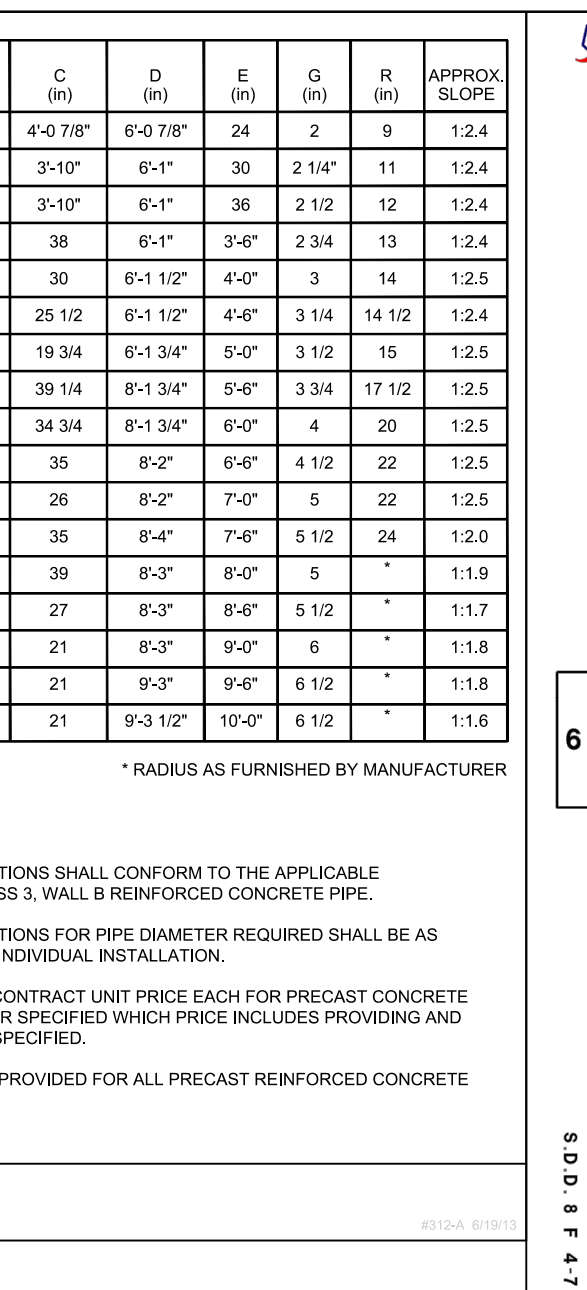 C (in) D (in) E (in) G (in) R (in) APPROX. SLOPE
4'-0 7/8" 6'-0 7/8" 24 2 9 1:2.4
3'-10" 6'-1" 30 2 1/4" 11 1:2.4
3'-10" 6'-1" 36 2 1/2 12 1:2.4
38 6'-1" 3'-6" 2 3/4 13 1:2.4
30 6'-1 1/2" 4'-0" 3 14 1:2.5
25 1/2 6'-1 1/2" 4'-6" 3 1/4 14 1/2 1:2.4
19 3/4 6'-1 3/4" 5'-0" 3 1/2 15 1:2.5
39 1/4 8'-1 3/4" 5'-6" 3 3/4 17 1/2 1:2.5
34 3/4 8'-1 3/4" 6'-0" 4 20 1:2.5
35 8'-2" 6'-6" 4 1/2 22 1:2.5
26 8'-2" 7'-0" 5 22 1:2.5
35 8'-4" 7'-6" 5 1/2 24 1:2.0
39 8'-3" 8'-0" 5 * 1:1.9
27 8'-3" 8'-6" 5 1/2 * 1:1.7
21 8'-3" 9'-0" 6 * 1:1.8
21 9'-3" 9'-6" 6 1/2 * 1:1.8
21 9'-3 1/2" 10'-0" 6 1/2 * 1:1.6
* RADIUS AS FURNISHED BY MANUFACTURER
TIONS SHALL CONFORM TO THE APPLICABLE
SS 3, WALL B REINFORCED CONCRETE PIPE.
TIONS FOR PIPE DIAMETER REQUIRED SHALL BE AS
NDIVIDUAL INSTALLATION.
CONTRACT UNIT PRICE EACH FOR PRECAST CONCRETE
R SPECIFIED WHICH PRICE INCLUDES PROVIDING AND
SPECIFIED.
PROVIDED FOR ALL PRECAST REINFORCED CONCRETE
#312-A 6/19/13
6
S.D.D. 8 F 4-7